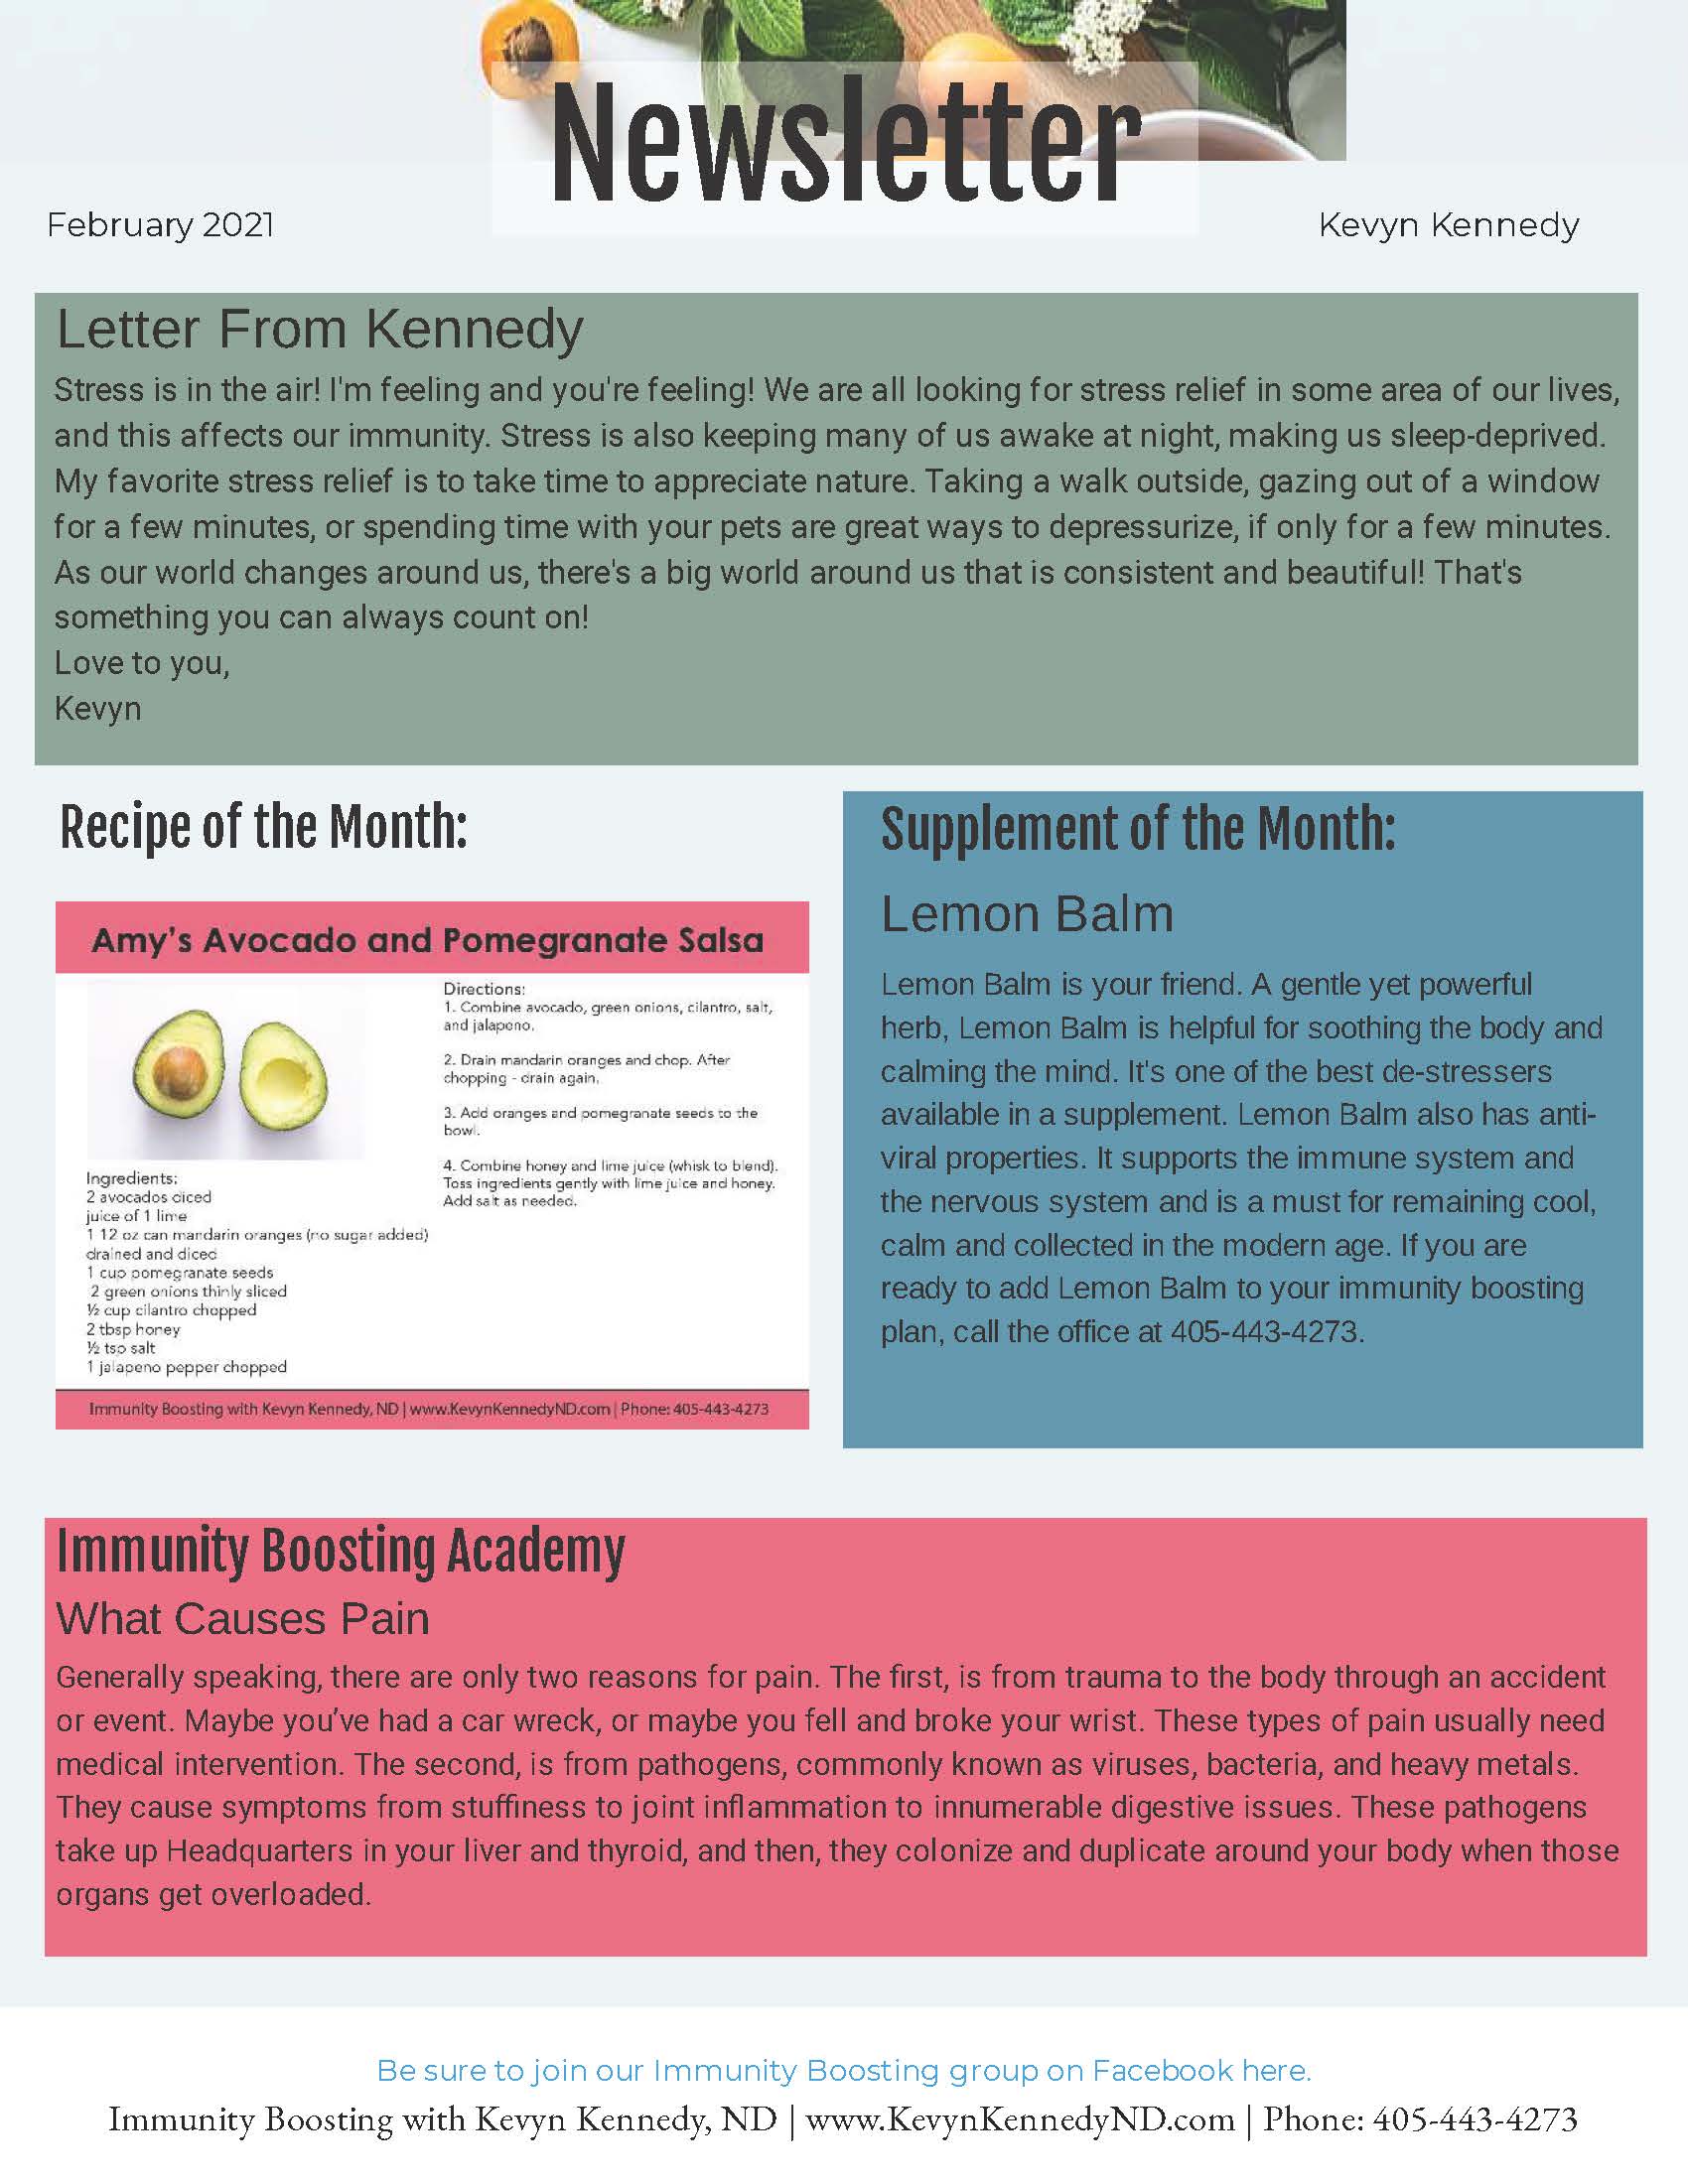 Newsletter
February 2021
Kevyn Kennedy
Letter From Kennedy
Stress is in the air! I'm feeling and you're feeling! We are all looking for stress relief in some area of our lives,
and this affects our immunity. Stress is also keeping many of us awake at night, making us sleep-deprived.
My favorite stress relief is to take time to appreciate nature. Taking a walk outside, gazing out of a window
for a few minutes, or spending time with your pets are great ways to depressurize, if only for a few minutes.
As our world changes around us, there's a big world around us that is consistent and beautiful! That's
something you can always count on!
Love to you,
Kevyn
Recipe of the Month:
Amy's Avocado and Pomegranate Salsa
Ingredients:
2 avocados diced
juice of 1 lime
1 12 oz can mandarin oranges (no sugar added)
drained and diced
1 cup pomegranate seeds
2 green onions thinly sliced
½ cup cilantro chopped
2 tbsp honey
½ tsp salt
1 jalapeno pepper chopped
Directions:
1. Combine avocado, green onions, cilantro, salt,
and jalapeno.
2. Drain mandarin oranges and chop. After
chopping - drain again.
3. Add oranges and pomegranate seeds to the
bowl.
4. Combine honey and lime juice (whisk to blend).
Toss ingredients gently with lime juice and honey.
Add salt as needed.
Immunity Boosting with Kevyn Kennedy, ND | www.KevynKennedyND.com | Phone: 405-443-4273
Supplement of the Month:
Lemon Balm
Lemon Balm is your friend. A gentle yet powerful
herb, Lemon Balm is helpful for soothing the body and
calming the mind. It's one of the best de-stressers
available in a supplement. Lemon Balm also has anti-
viral properties. It supports the immune system and
the nervous system and is a must for remaining cool,
calm and collected in the modern age. If you are
ready to add Lemon Balm to your immunity boosting
plan, call the office at 405-443-4273.
Immunity Boosting Academy
What Causes Pain
Generally speaking, there are only two reasons for pain. The first, is from trauma to the body through an accident
or event. Maybe you've had a car wreck, or maybe you fell and broke your wrist. These types of pain usually need
medical intervention. The second, is from pathogens, commonly known as viruses, bacteria, and heavy metals.
They cause symptoms from stuffiness to joint inflammation to innumerable digestive issues. These pathogens
take up Headquarters in your liver and thyroid, and then, they colonize and duplicate around your body when those
organs get overloaded.
Be sure to join our Immunity Boosting group on Facebook here.
Immunity Boosting with Kevyn Kennedy, ND | www.KevynKennedyND.com | Phone: 405-443-4273